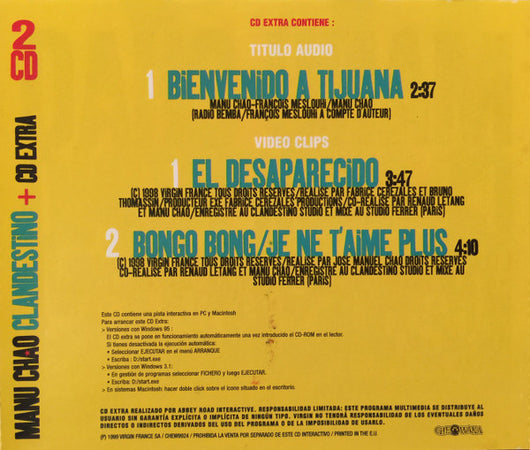 2
CD
MANU CHAO CLANDESTINO + CD EXTRA
CD EXTRA CONTIENE :
TITULO AUDIO
1 BiENVENiDO A TIJUANA 2:37
MANU CHAO-FRANÇOIS MESLOUHI/MANU CHAO
(RADIO BEMBA/FRANÇOIS MESLOUHI A COMPTE D'AUTEUR)
VIDEO CLIPS
1 EL DESAPARECiDO 3:47
(C) 1998 VIRGIN FRANCE TOUS DROITS RESERVES/REALISE PAR FABRICE CEREZALES ET BRUNO
THOMASSIN/PRODUCTEUR EXE FABRICE CEREZALES PRODUCTIONS/CO-REALISE PAR RENAUD LETANG
ET MANU CHAO/ENREGISTRE AU CLANDESTINO STUDIO ET MIXE AU STUDIO FERRER (PARIS)
2 BONGO BONG/JE NE T'AiME PLUS 4:10
(C) 1998 VIRGIN FRANCE TOUS DROITS RESERVES/REALISE PAR JOSE MANUEL CHAO DROITS RESERVES
CO-REALISE PAR RENAUD LETANG ET MANU CHAO/ENREGISTRE AU CLANDESTINO STUDIO ET MIXE AU
STUDIO FERRER (PARIS)
Este CD contiene una pista interactiva en PC y Macintosh
Para arrancar este CD Extra:
> Versiones con Windows 95 :
El CD extra se pone en funcionamiento automáticamente una vez introducido el CD-ROM en el lector.
Si tienes desactivada la ejecución automática:
• Seleccionar EJECUTAR en el menú ARRANQUE
• Escriba : D:/start.exe
> Versiones con Windows 3.1:
• En gestión de programas seleccionar FICHERO y luego EJECUTAR.
• Escriba: D:/start.exe
> En sistemas Macintosh: hacer doble click sobre el icono situado en el escritorio.
CD EXTRA REALIZADO POR ABBEY ROAD INTERACTIVE. RESPONSABILIDAD LIMITADA: ESTE PROGRAMA MULTIMEDIA SE DISTRIBUYE AL
USUARIO SIN GARANTÍA EXPLÍCITA O IMPLÍCITA DE NINGÚN TIPO. VIRGIN NO TENDRÁ RESPONSABILIDAD DE LOS EVENTUALES DAÑOS
DIRECTOS O INDIRECTOS DERIVADOS DEL USO DEL PROGRAMA O DE LA IMPOSIBILIDAD DE USARLO.
(P) 1999 VIRGIN FRANCE SA / CHEWING24 / PROHIBIDA LA VENTA POR SEPARADO DE ESTE CD INTERACTIVO / PRINTED IN THE E.U.